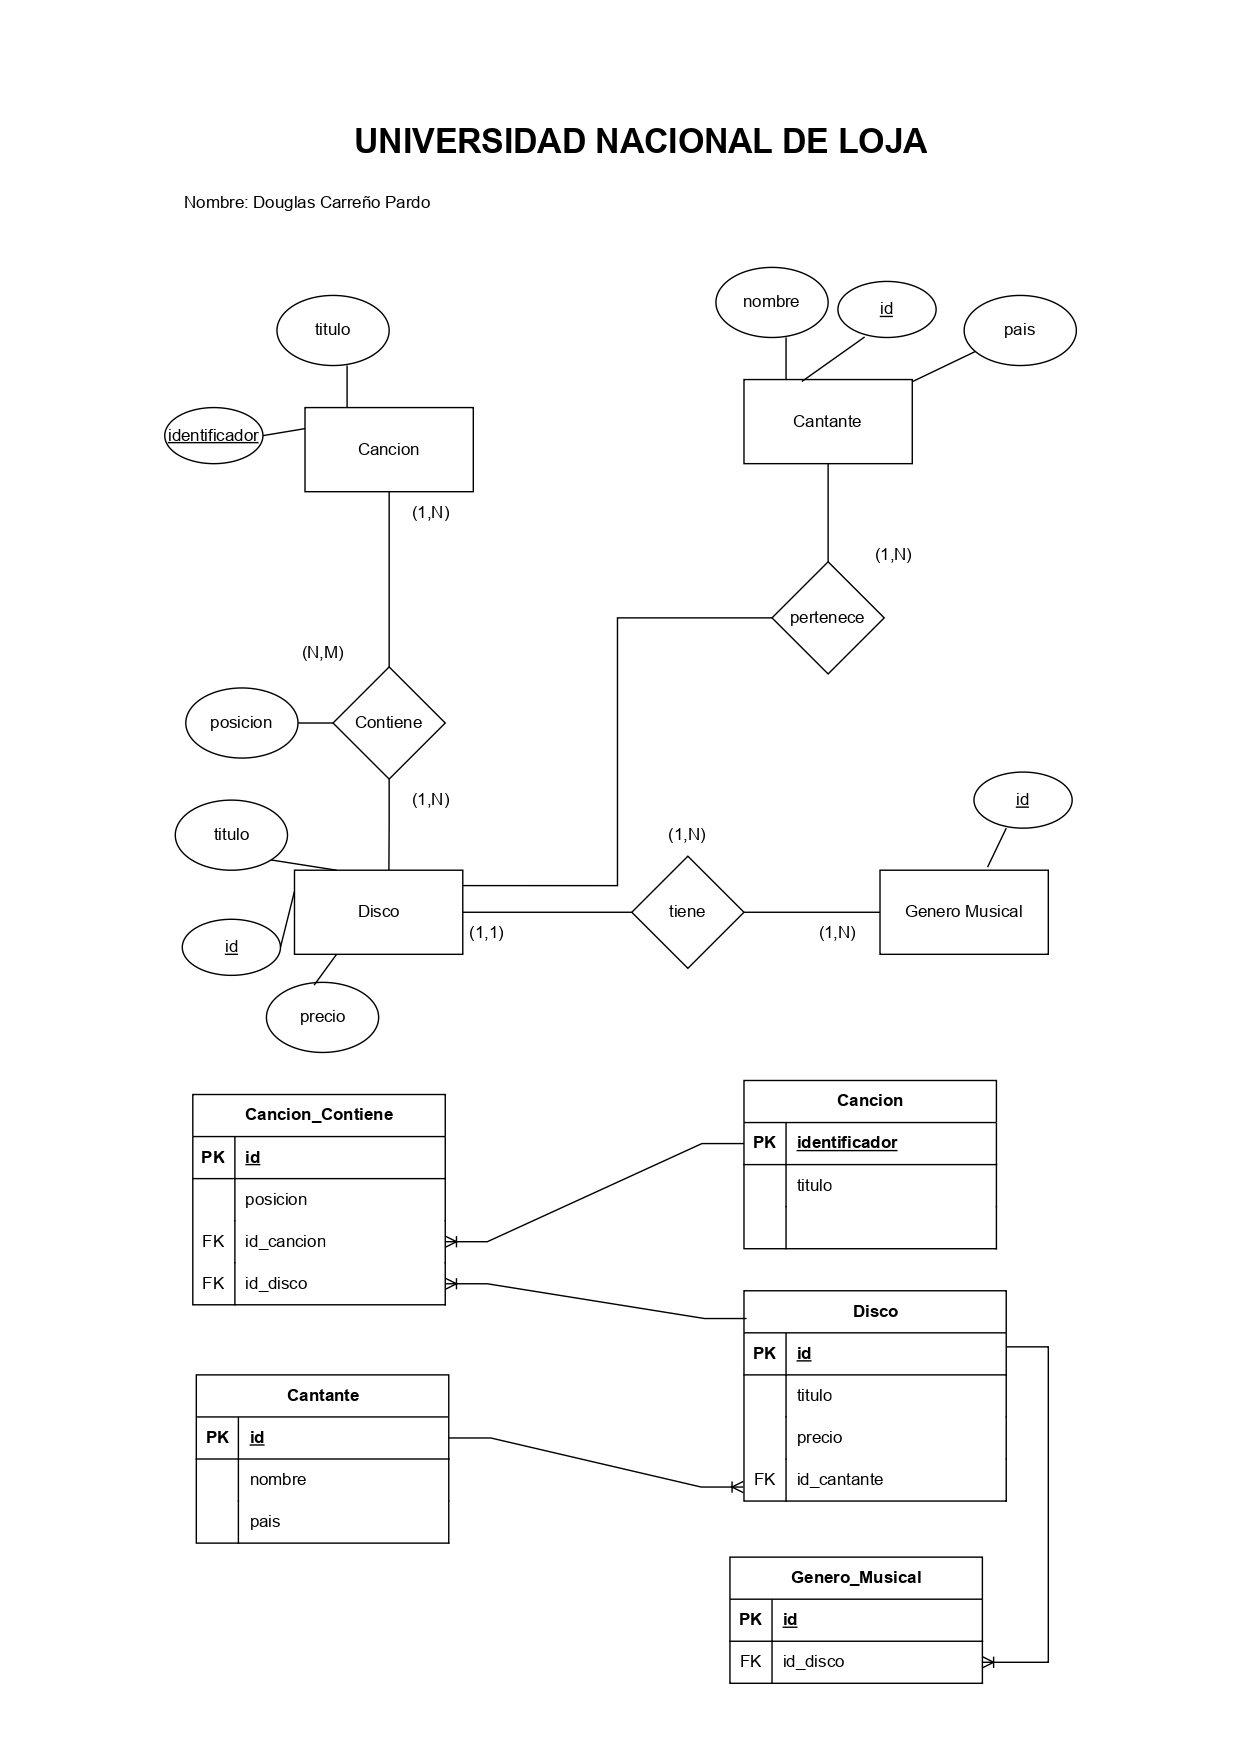 UNIVERSIDAD NACIONAL DE LOJA
Nombre: Douglas Carreño Pardo
nombre
id
pais
titulo
identificador
Cancion
Cantante
(1,N)
(1,N)
pertenece
(N,M)
posicion
Contiene
(1,N)
id
titulo
(1,N)
Disco
tiene
Genero Musical
(1,1)
(1,N)
id
precio
Cancion_Contiene
PK id
posicion
FK id_cancion
FK id_disco
Cancion
PK identificador
titulo
Disco
PK id
titulo
precio
FK id_cantante
Cantante
PK id
nombre
pais
Genero_Musical
PK id
FK id_disco